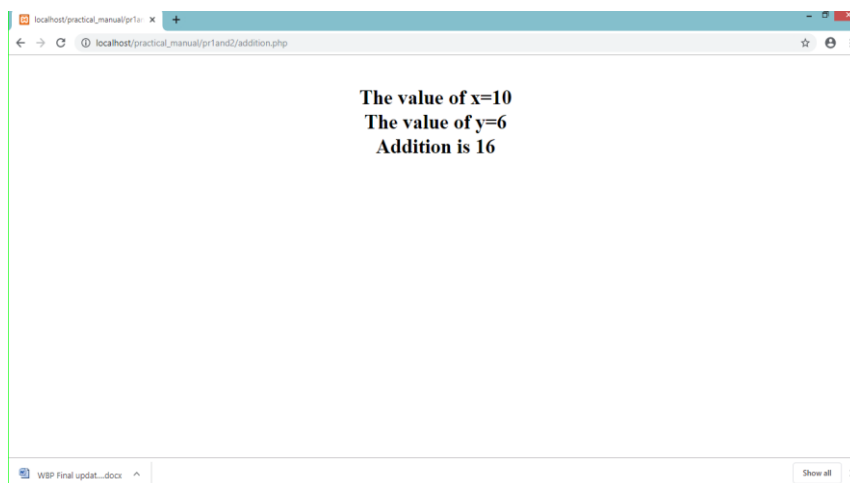 localhost/practical_manual/pr1a
localhost/practical_manual/pr1and2/addition.php
The value of x=10
The value of y=6
Addition is 16
WBP Final updat....docx
Show all